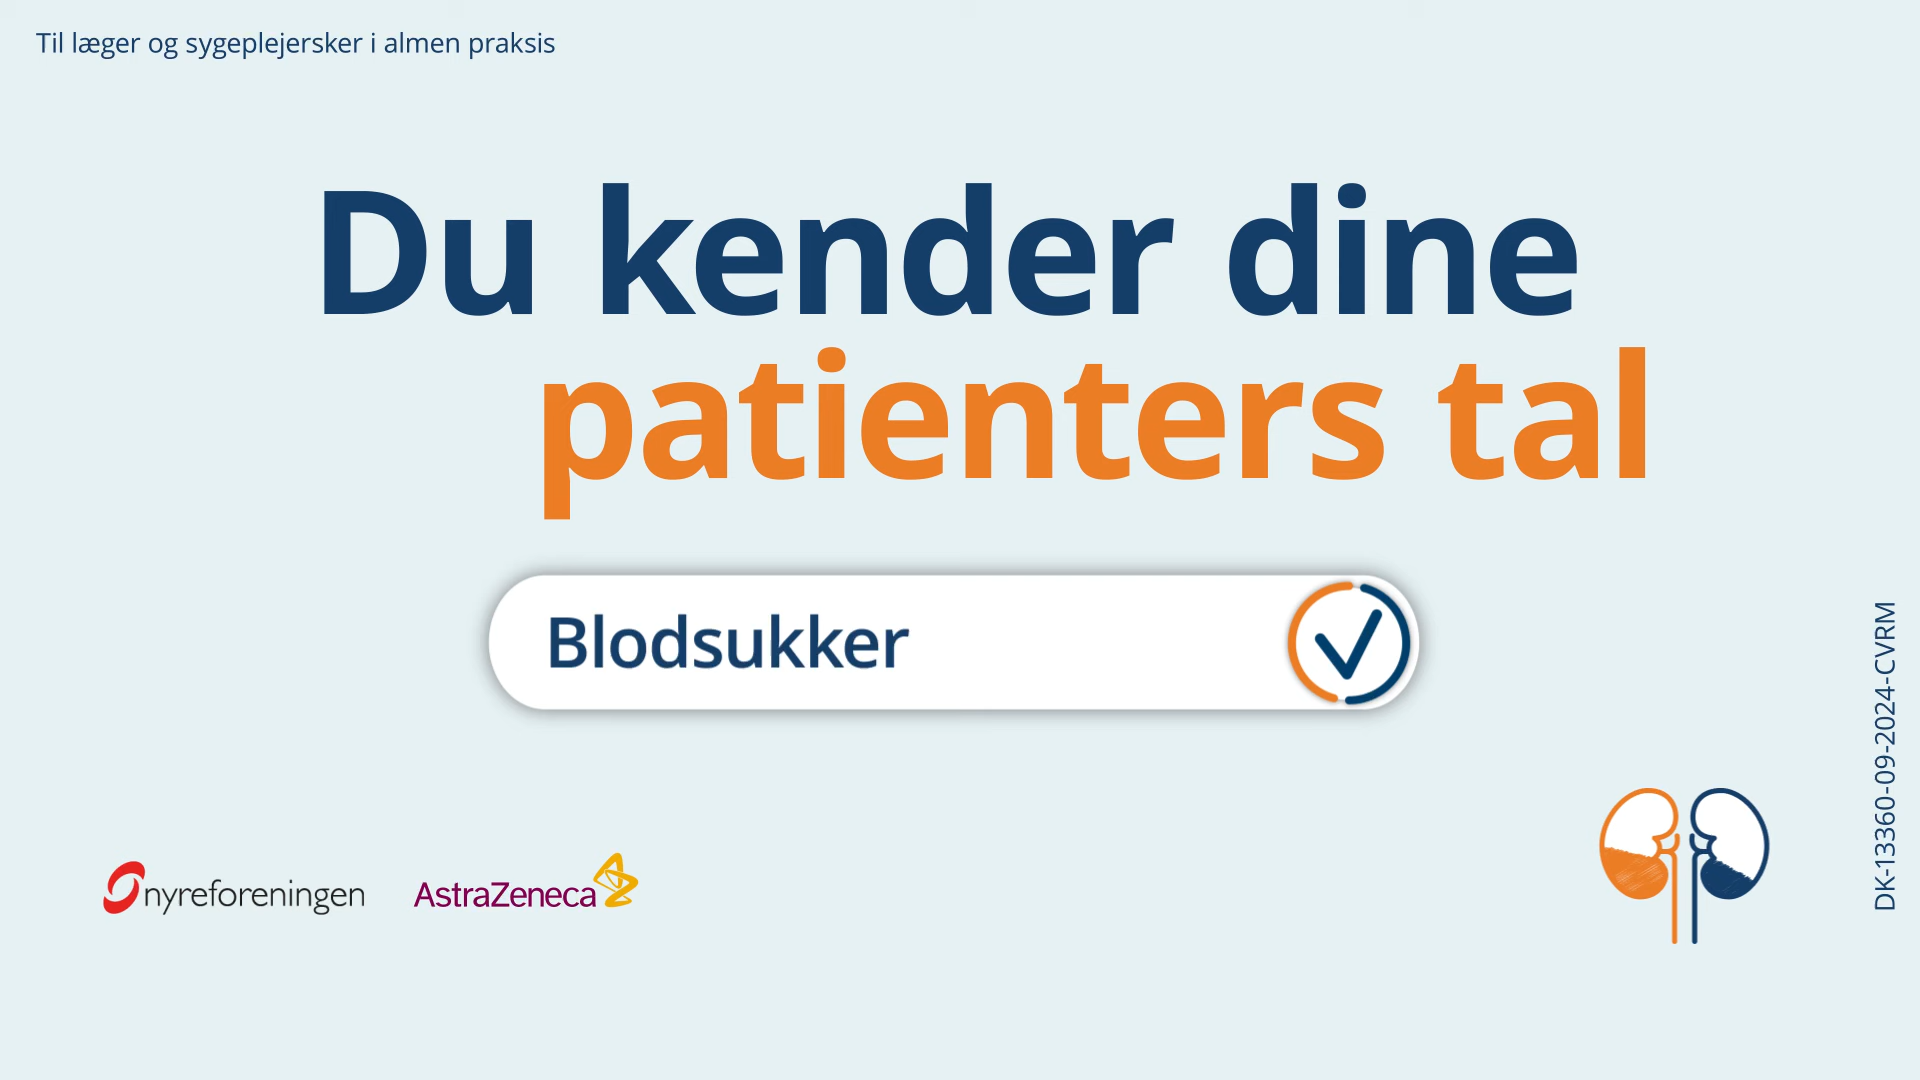 Til læger og sygeplejersker i almen praksis
Du kender dine
patienters tal
Blodsukker
nyreforeningen
AstraZeneca
DK-13360-09-2024-CVRM